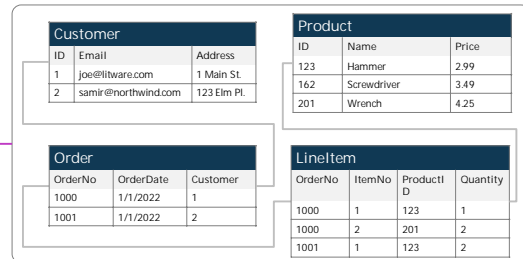 Customer
ID Email Address
1 joe@litware.com 1 Main St.
2 samir@northwind.com 123 Elm Pl.
Product
ID Name Price
123 Hammer 2.99
162 Screwdriver 3.49
201 Wrench 4.25
Order
OrderNo OrderDate Customer
1000 1/1/2022 1
1001 1/1/2022 2
LineItem
OrderNo ItemNo ProductI Quantity
D
1000 1 123 1
1000 2 201 2
1001 1 123 2